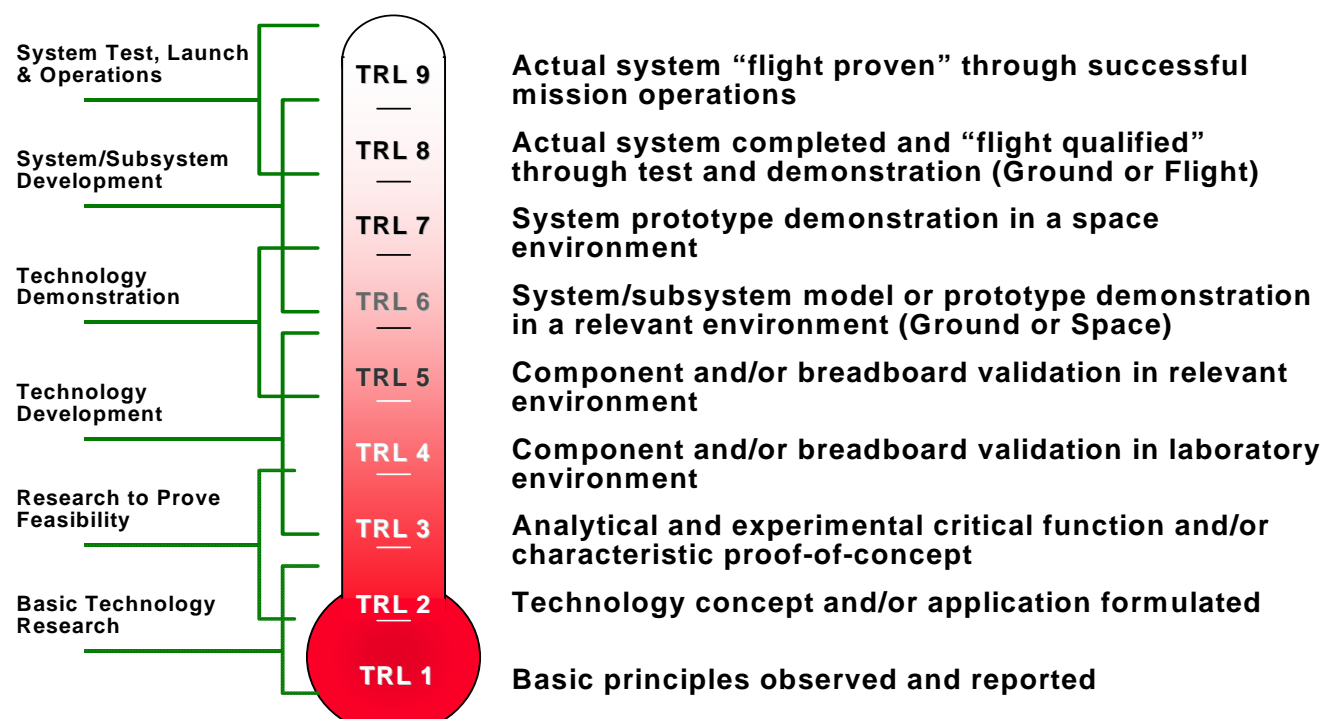 System Test, Launch
& Operations
System/Subsystem
Development
Technology
Demonstration
Technology
Development
Research to Prove
Feasibility
Basic Technology
Research
TRL 9
TRL 8
TRL 7
TRL 6
TRL 5
TRL 4
TRL 3
TRL 2
TRL 1
Actual system “flight proven” through successful
mission operations
Actual system completed and “flight qualified”
through test and demonstration (Ground or Flight)
System prototype demonstration in a space
environment
System/subsystem model or prototype demonstration
in a relevant environment (Ground or Space)
Component and/or breadboard validation in relevant
environment
Component and/or breadboard validation in laboratory
environment
Analytical and experimental critical function and/or
characteristic proof-of-concept
Technology concept and/or application formulated
Basic principles observed and reported